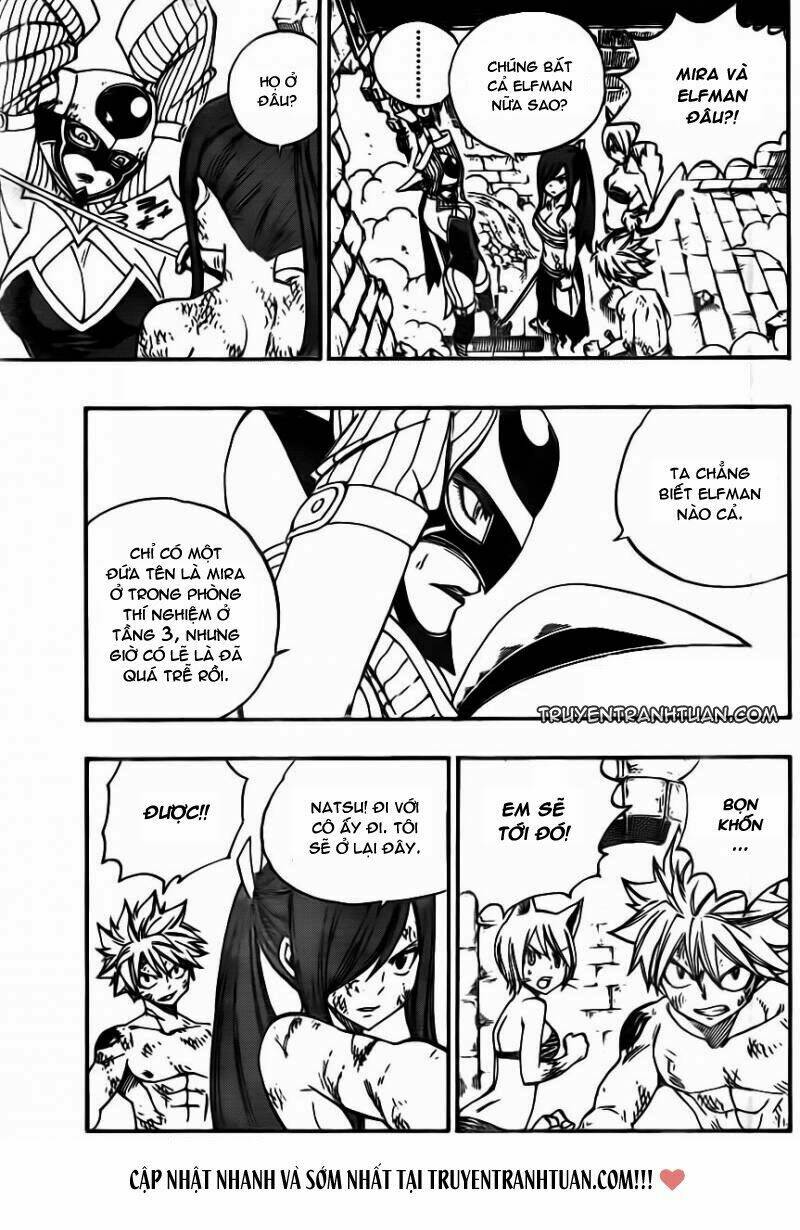 MIRA VÀ
ELFMAN
ĐÂU?!
CHÚNG BẤT
CẢ ELFMAN
NỮA SAO?
.........
HỌ Ở
ĐÂU?
TA CHẲNG
BIẾT ELFMAN
NÀO CẢ.
CHỈ CÓ MỘT
ĐỨA TÊN LÀ MIRA
Ở TRONG PHÒNG
THÍ NGHIỆM Ở
TẦNG 3, NHƯNG
GIỜ CÓ LẼ LÀ ĐÃ
QUÁ TRỄ RỒI.
TRUYENTRANHTUAN.COM
BỌN
KHỐN
...
EM SẼ
TỚI ĐÓ!
NATSU! ĐI VỚI
CÔ ẤY ĐI. TÔI
SẼ Ở LẠI ĐÂY.
ĐƯỢC!!
CẬP NHẬT NHANH VÀ SỚM NHẤT TẠI TRUYENTRANHTUAN.COM!!! ❤